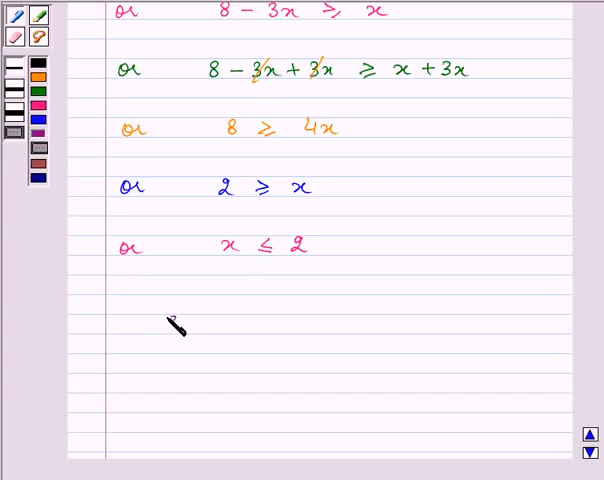 or 8 - 3x ≥ x
or 8 - 3x + 3x ≥ x + 3x
or 8 ≥ 4x
or 2 ≥ x
or x ≤ 2